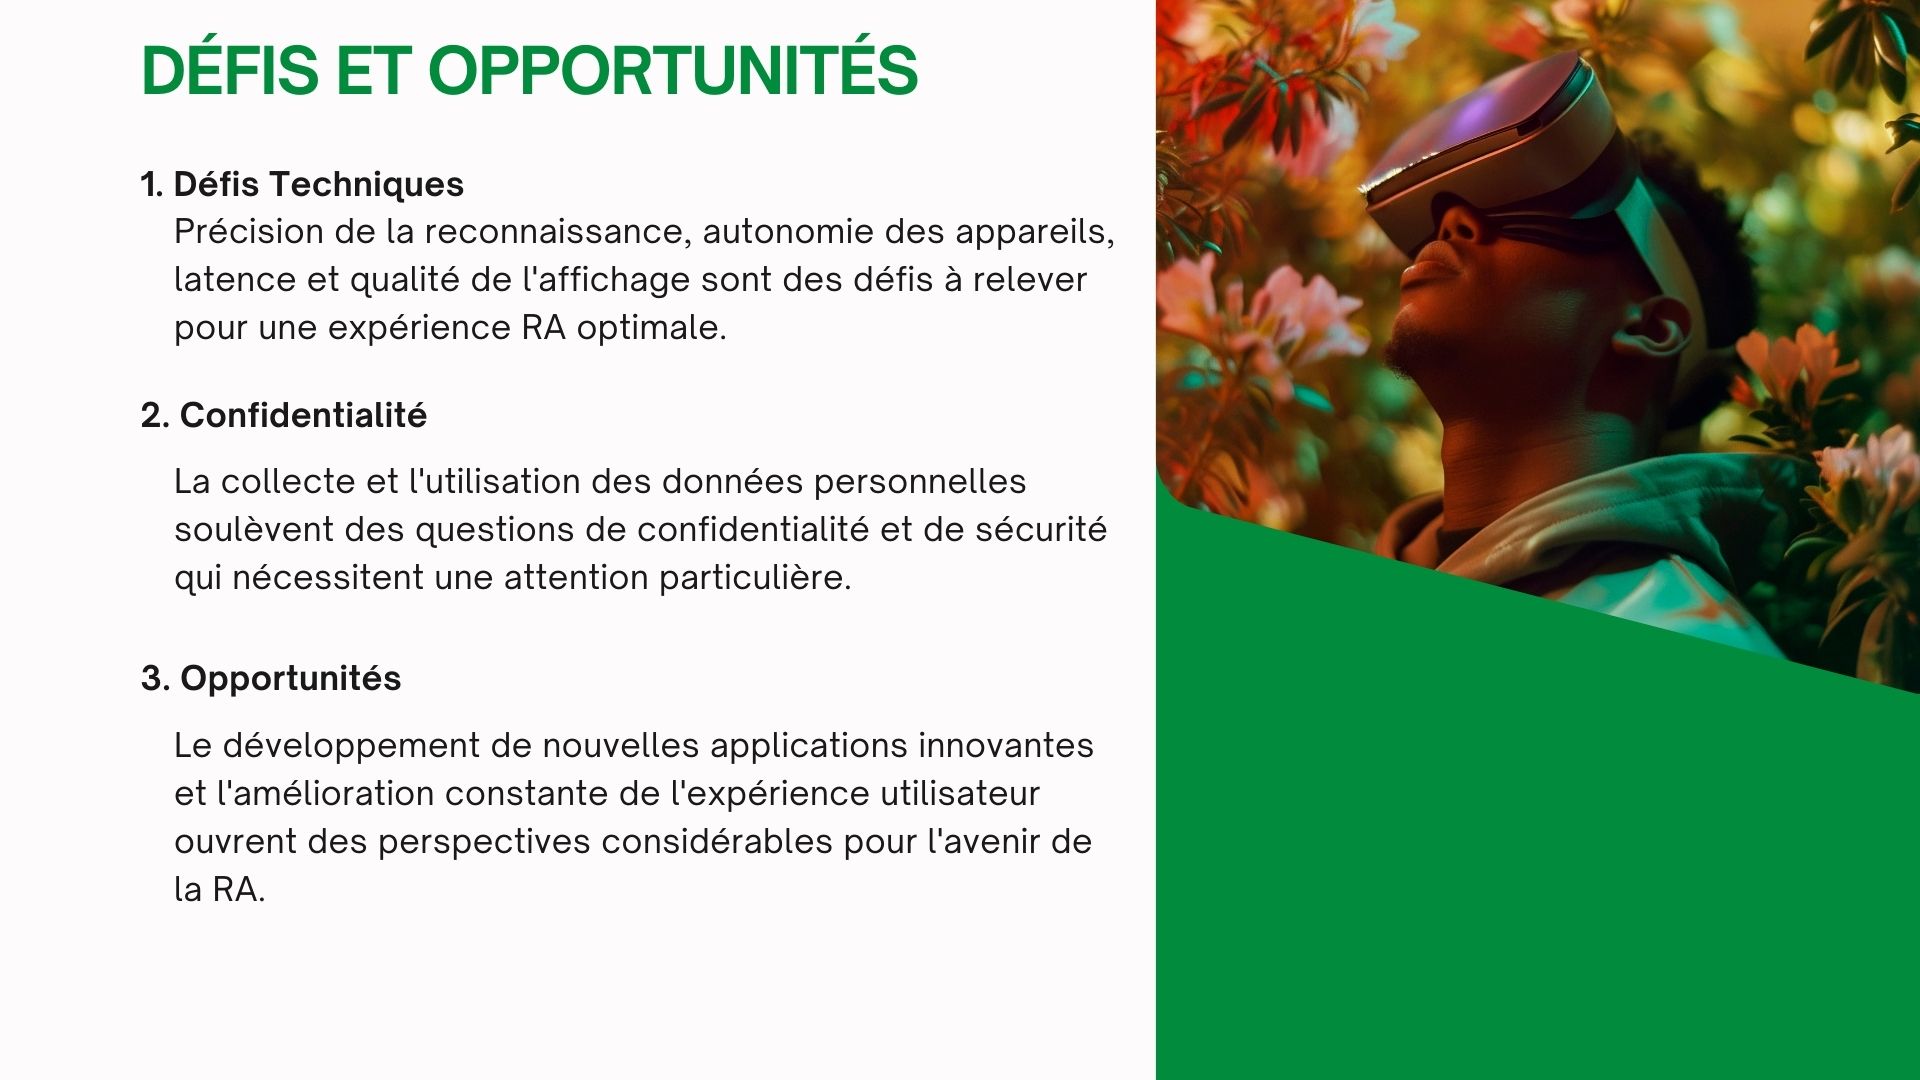 DÉFIS ET OPPORTUNITÉS
1. Défis Techniques
Précision de la reconnaissance, autonomie des appareils,
latence et qualité de l'affichage sont des défis à relever
pour une expérience RA optimale.
2. Confidentialité
La collecte et l'utilisation des données personnelles
soulèvent des questions de confidentialité et de sécurité
qui nécessitent une attention particulière.
3. Opportunités
Le développement de nouvelles applications innovantes
et l'amélioration constante de l'expérience utilisateur
ouvrent des perspectives considérables pour l'avenir de
la RA.